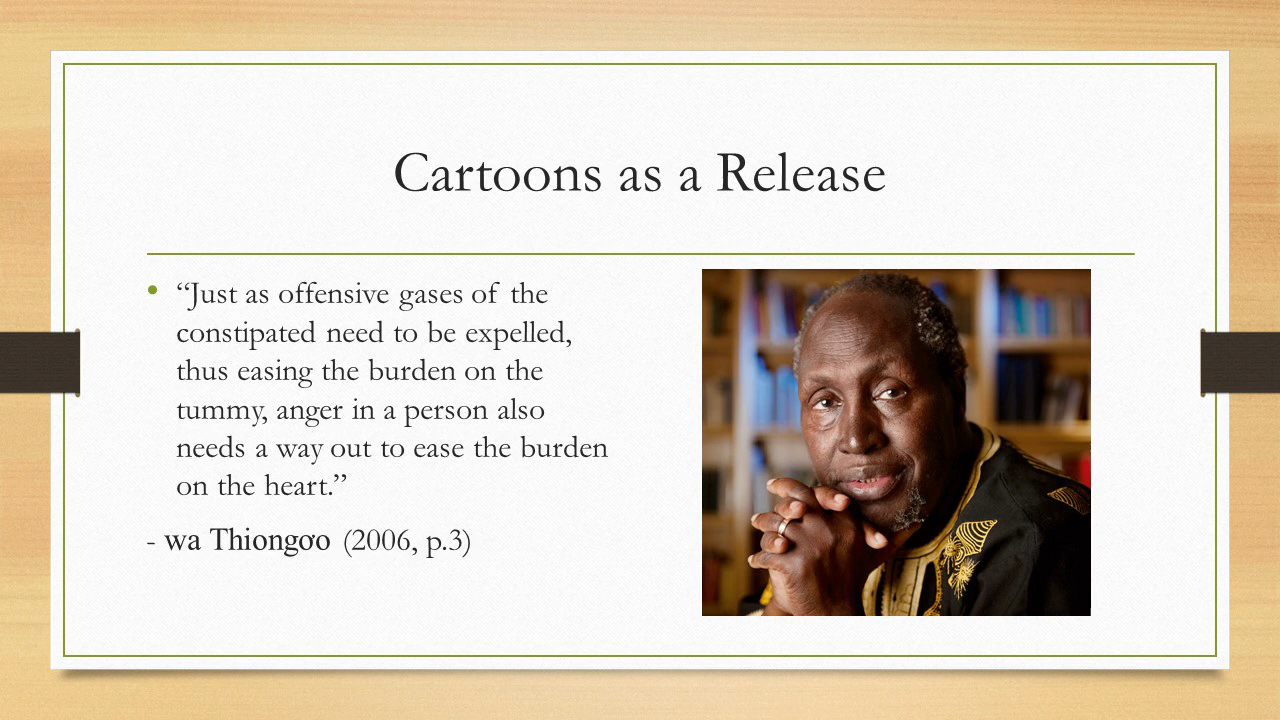 Cartoons as a Release
• “Just as offensive gases of the
constipated need to be expelled,
thus easing the burden on the
tummy, anger in a person also
needs a way out to ease the burden
on the heart.”
- wa Thiongơo (2006, p.3)